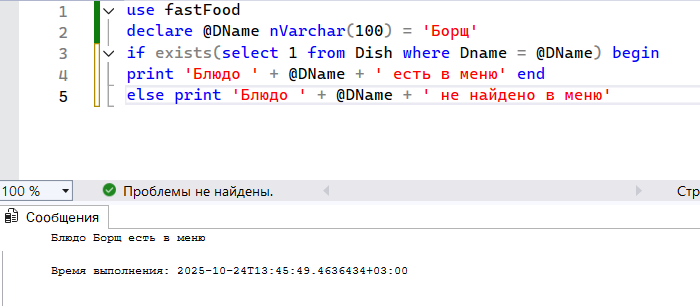 1 use fastFood
2 declare @DName nVarchar(100) = 'Борщ'
3 if exists(select 1 from Dish where Dname = @DName) begin
4 print 'Блюдо ' + @DName + ' есть в меню' end
5 else print 'Блюдо ' + @DName + ' не найдено в меню'
100 % Проблемы не найдены. Стр
Сообщения
Блюдо Борщ есть в меню
Время выполнения: 2025-10-24T13:45:49.4636434+03:00